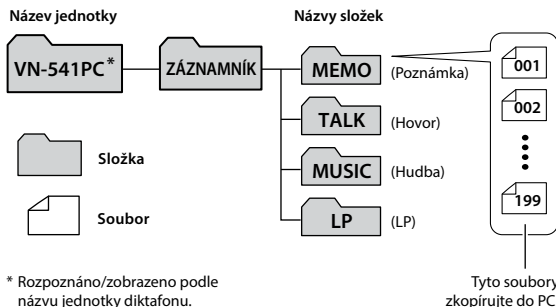 Název jednotky
Názvy složek
VN-541PC*
ZÁZNAMNÍK
MEMO (Poznámka)
TALK (Hovor)
MUSIC (Hudba)
LP (LP)
001
002
199
Složka
Soubor
* Rozpoznáno/zobrazeno podle
názvu jednotky diktafonu.
Tyto soubory
zkopírujte do PC